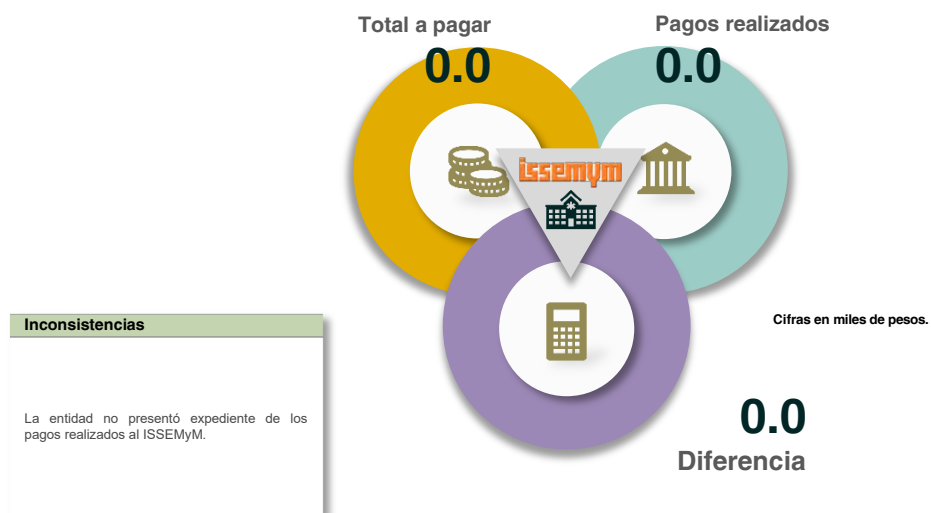 Total a pagar
0.0
Pagos realizados
0.0
issemym
Inconsistencias
La entidad no presentó expediente de los
pagos realizados al ISSEMyM.
Cifras en miles de pesos.
0.0
Diferencia